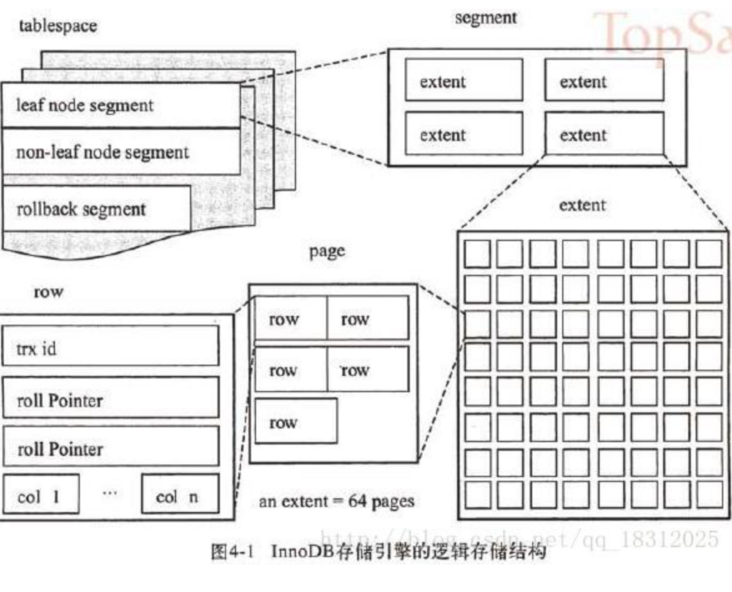 tablespace
segment
TopSa
leaf node segment
non-leaf node segment
rollback segment
extent
extent
extent
extent
extent
page
row
row
row
row
row
row
trx id
roll Pointer
roll Pointer
col 1 ... col n
an extent = 64 pages
http://blog.csdn.net/qq_18312025
图4-1 InnoDB存储引擎的逻辑存储结构